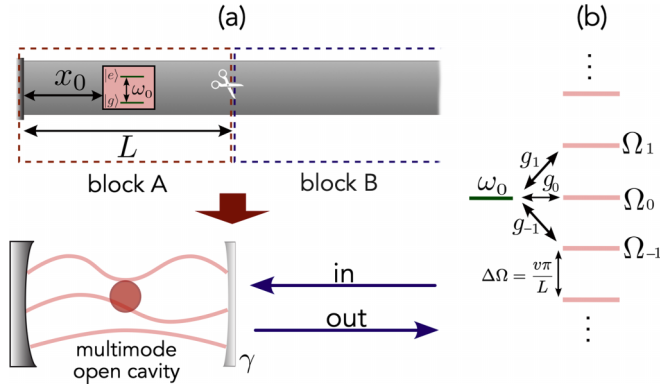 (a)
(b)
x₀
|e⟩
ω₀
|g⟩
L
block A
block B
in
out
multimode
open cavity
γ
⋮
Ω₁
g₁
ω₀
g₀
Ω₀
g₋₁
Ω₋₁
ΔΩ = vπ/L
⋮